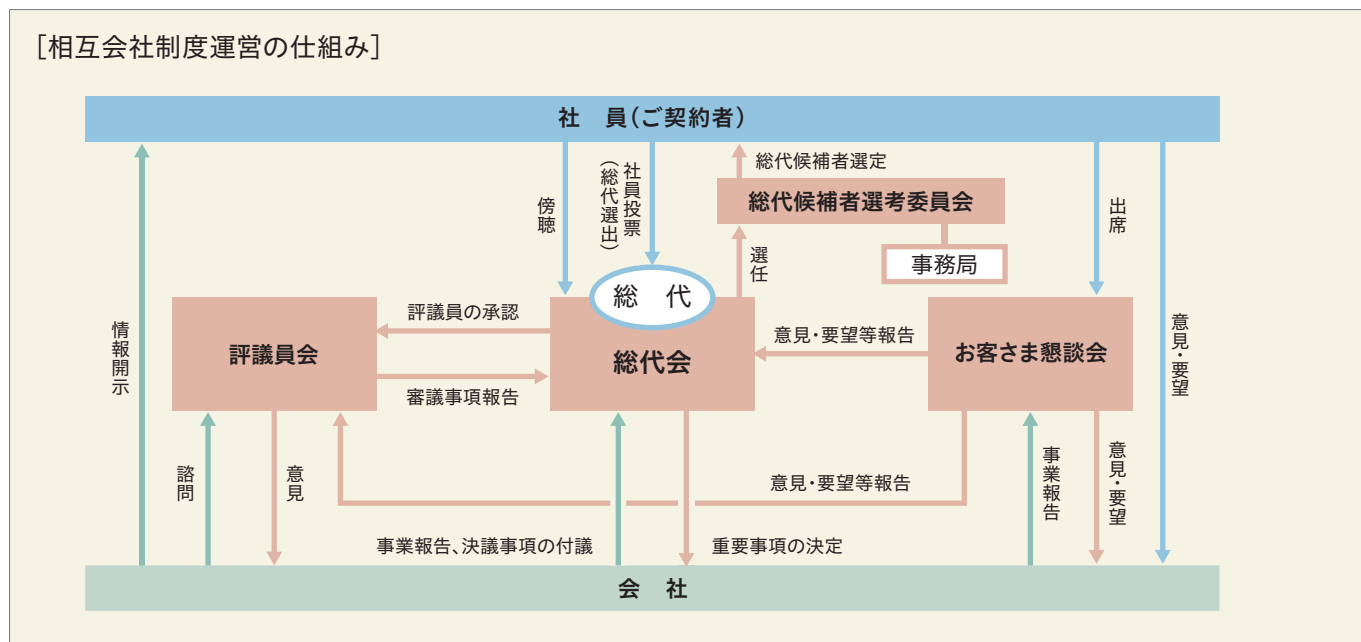 ［相互会社制度運営の仕組み］
社　員（ご契約者）
総代候補者選定
総代候補者選考委員会
事務局
傍聴
社員投票
（総代選出）
選任
出席
総　代
情報開示
評議員会
評議員の承認
審議事項報告
総代会
意見・要望等報告
お客さま懇談会
意見・要望
諮問
意見
意見・要望等報告
事業報告
意見・要望
事業報告、決議事項の付議
重要事項の決定
会　社